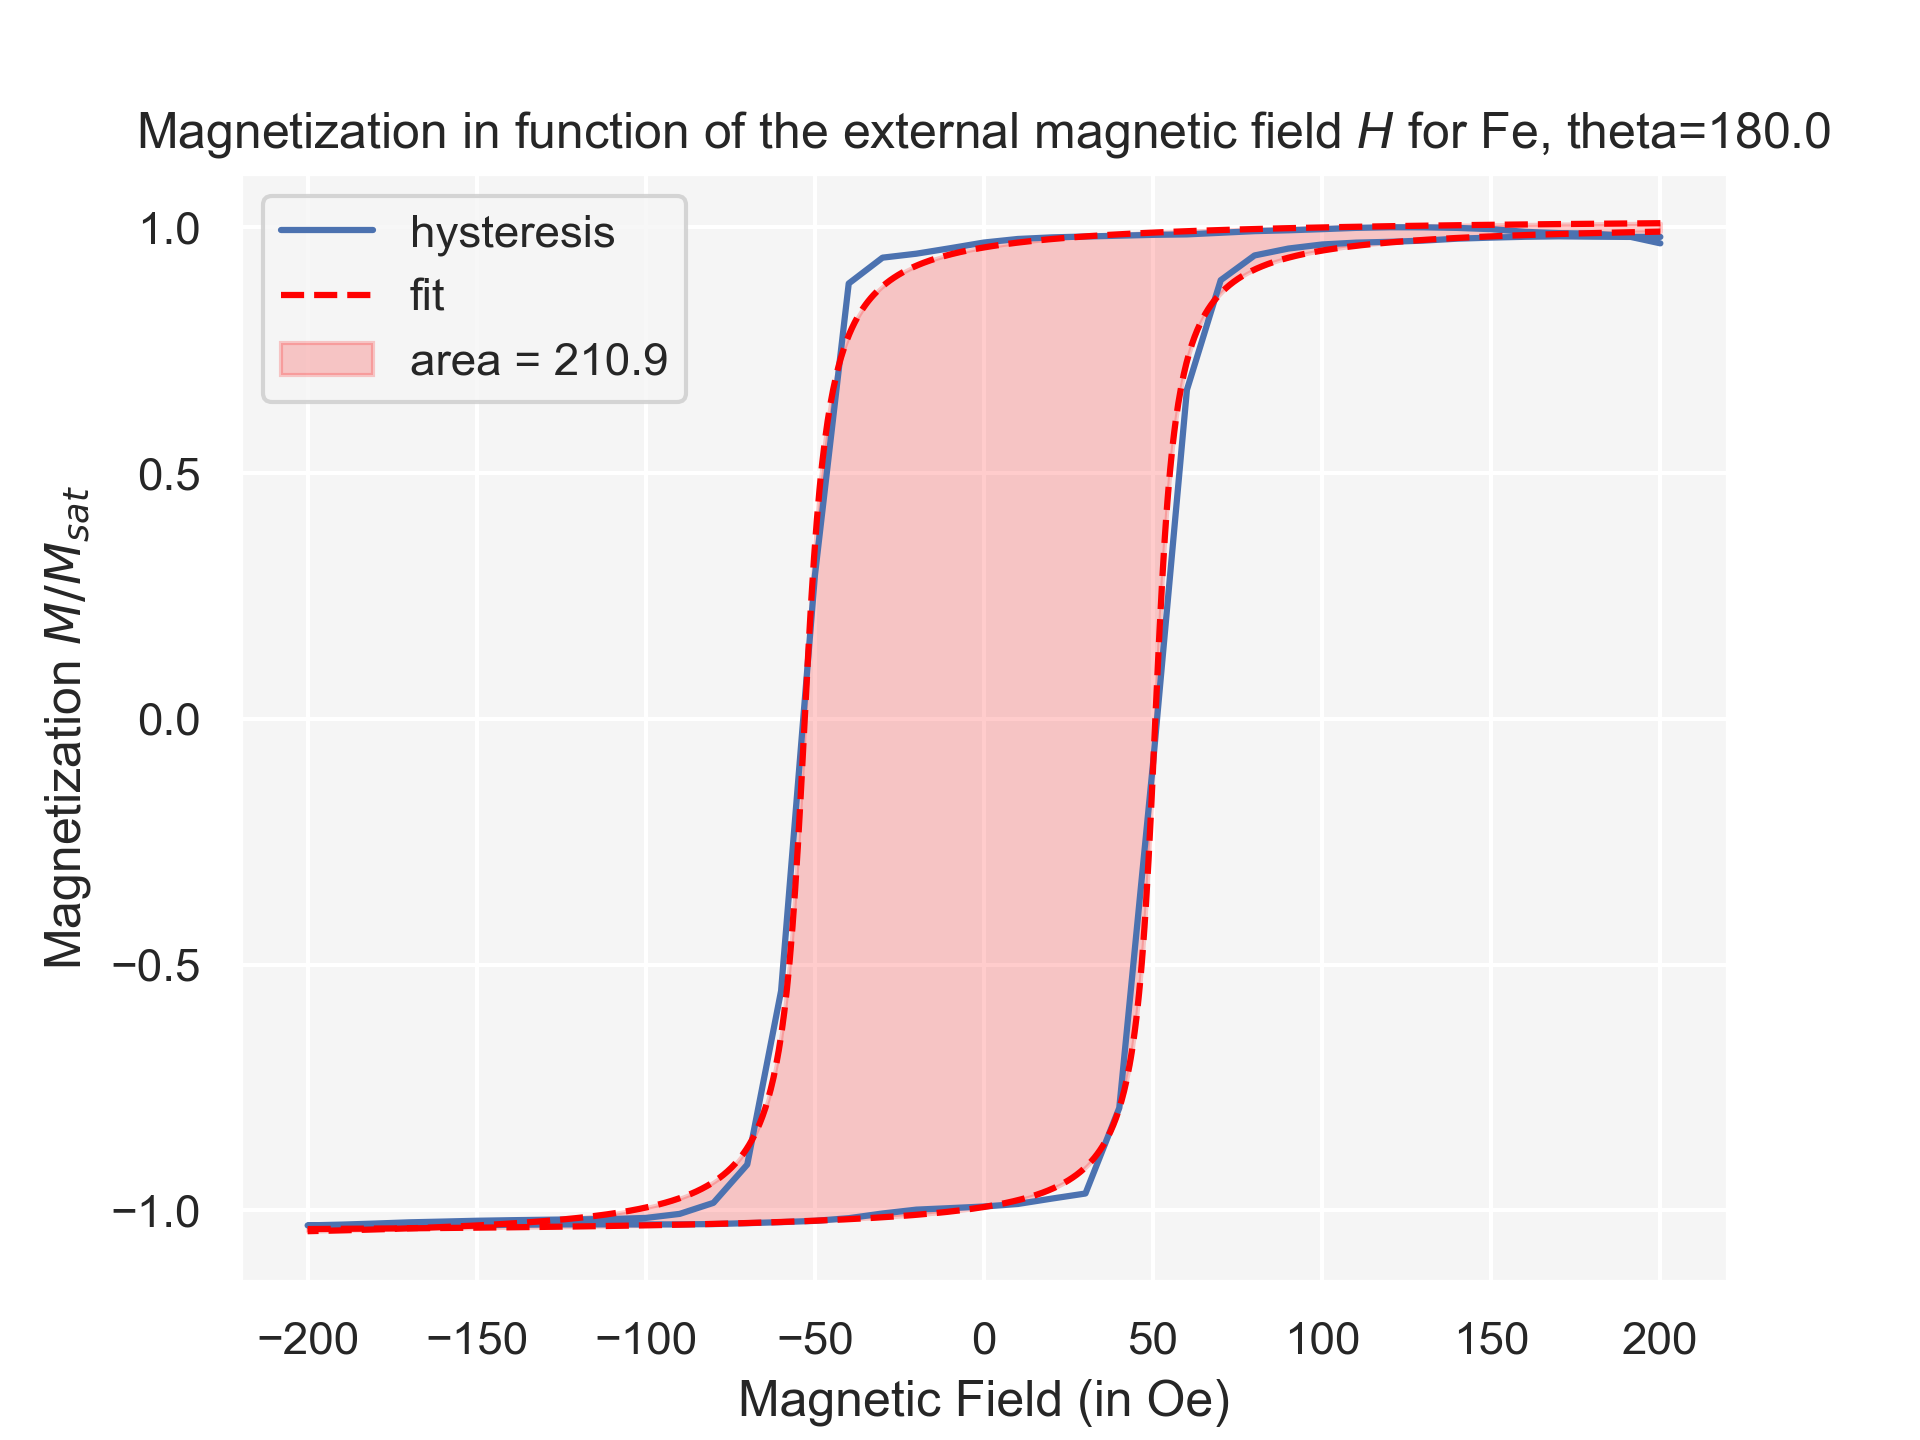 Magnetization in function of the external magnetic field H for Fe, theta=180.0
hysteresis
fit
area = 210.9
1.0
0.5
0.0
−0.5
−1.0
Magnetization M/M_sat
−200 −150 −100 −50 0 50 100 150 200
Magnetic Field (in Oe)